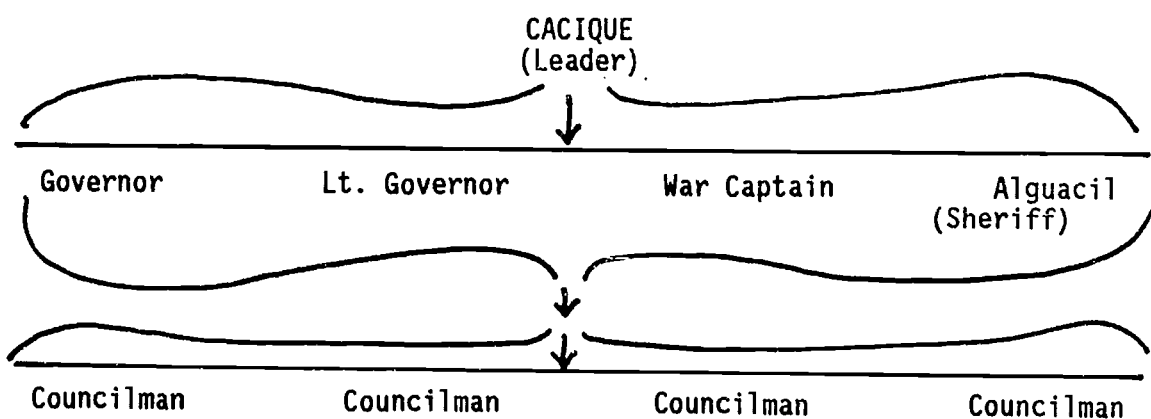 CACIQUE
(Leader)
Governor Lt. Governor War Captain Alguacil
(Sheriff)
Councilman Councilman Councilman Councilman